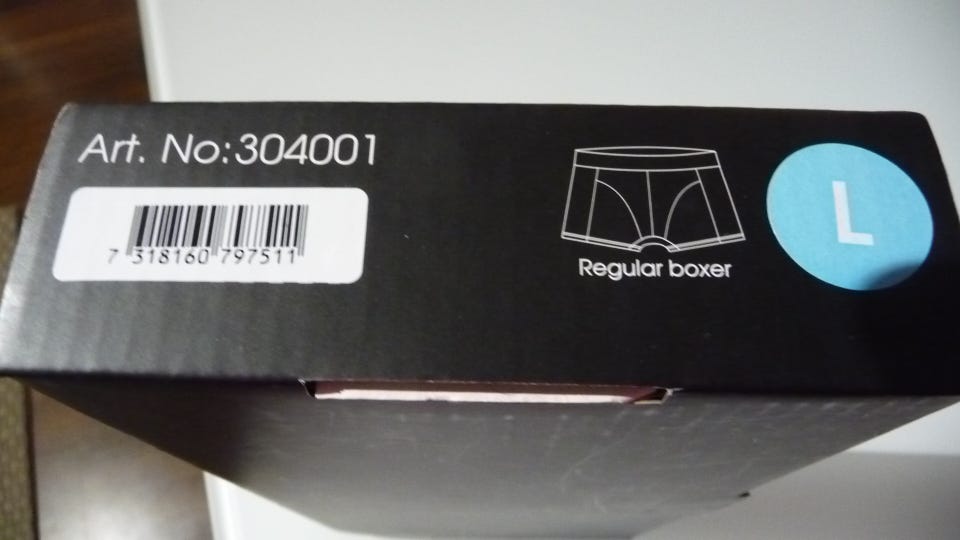 Art. No:304001
7 318160 797511
Regular boxer
L